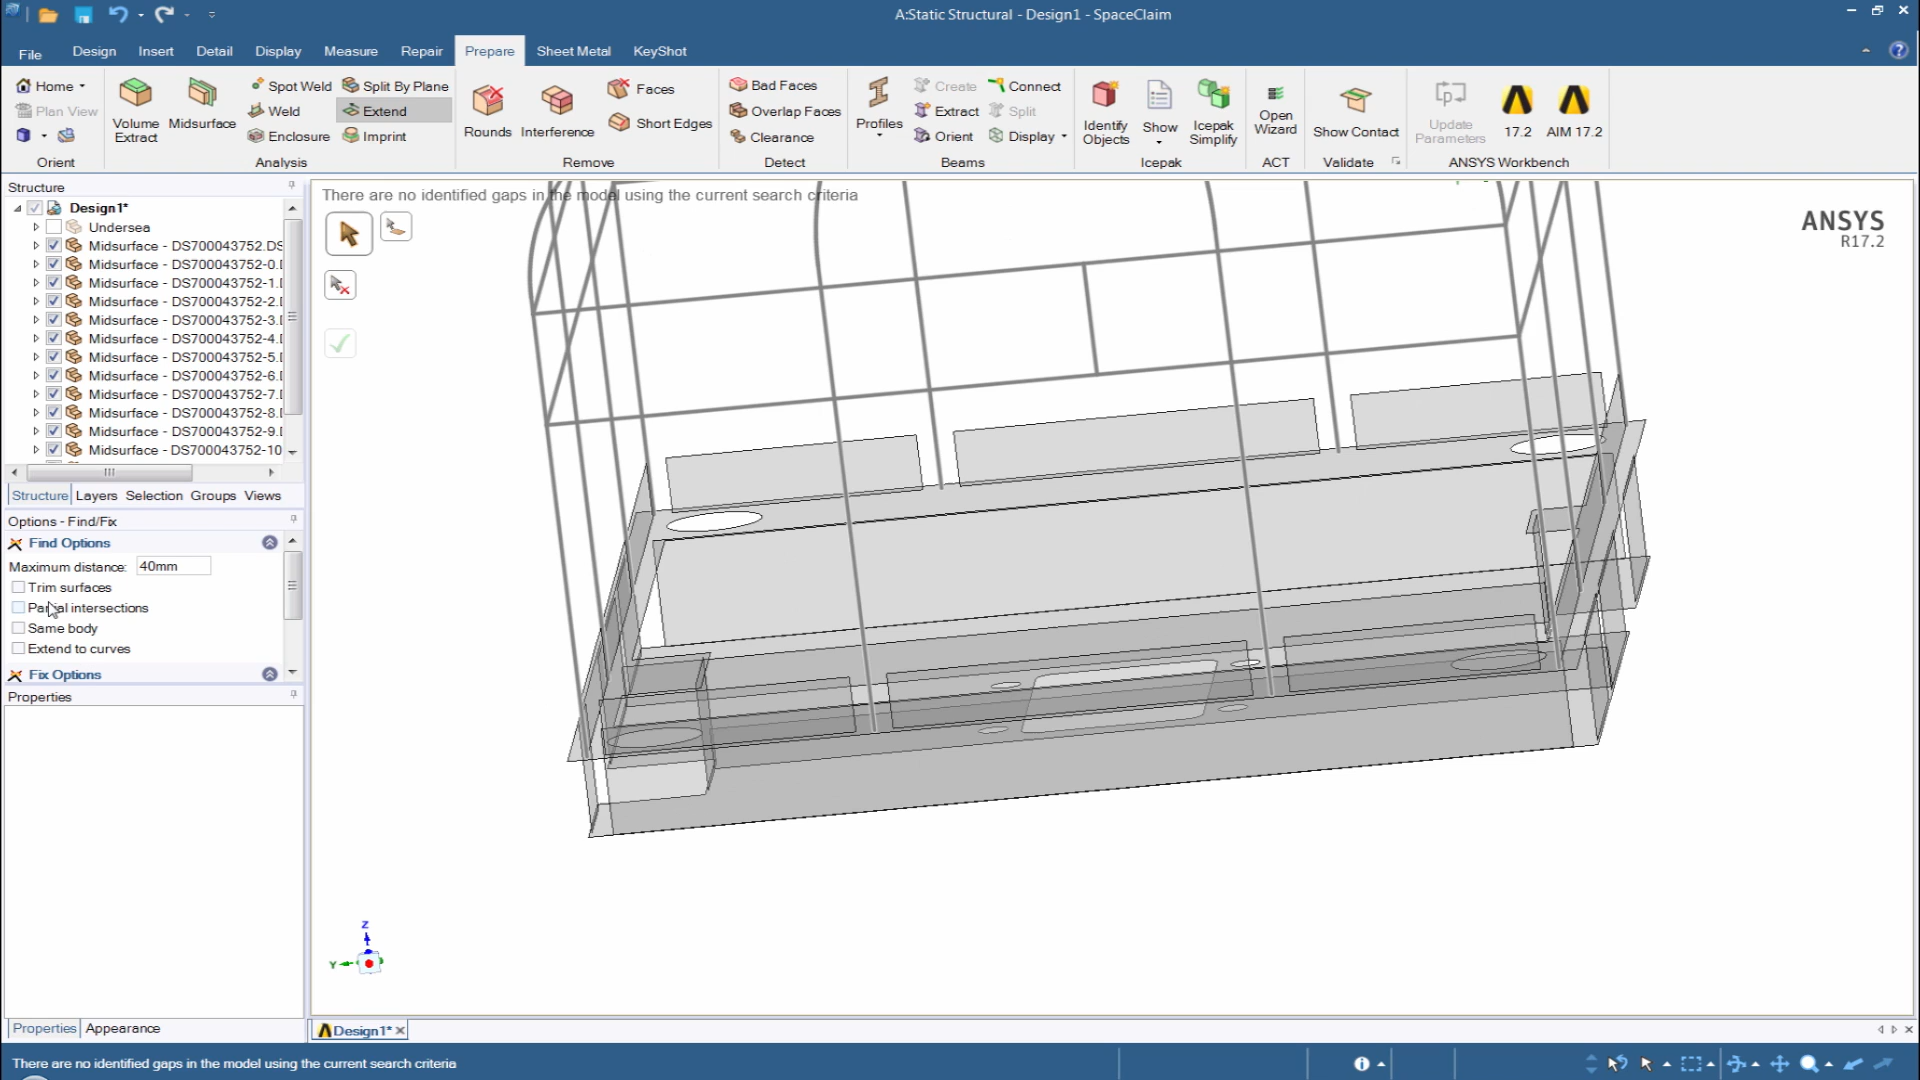 A:Static Structural - Design1 - SpaceClaim
File Design Insert Detail Display Measure Repair Prepare Sheet Metal KeyShot
Home
Plan View
Orient
Volume Extract
Midsurface
Spot Weld
Weld
Enclosure
Split By Plane
Extend
Imprint
Analysis
Rounds
Interference
Faces
Short Edges
Remove
Bad Faces
Overlap Faces
Clearance
Detect
Profiles
Create
Extract
Orient
Connect
Split
Display
Beams
Identify Objects
Show
Icepak Simplify
Icepak
Open Wizard
ACT
Show Contact
Validate
Update Parameters
17.2
AIM 17.2
ANSYS Workbench
Structure
Design1*
Undersea
Midsurface - DS700043752.DS
Midsurface - DS700043752-0.
Midsurface - DS700043752-1.
Midsurface - DS700043752-2.
Midsurface - DS700043752-3.
Midsurface - DS700043752-4.
Midsurface - DS700043752-5.
Midsurface - DS700043752-6.
Midsurface - DS700043752-7.
Midsurface - DS700043752-8.
Midsurface - DS700043752-9.
Midsurface - DS700043752-10
Structure Layers Selection Groups Views
Options - Find/Fix
Find Options
Maximum distance: 40mm
Trim surfaces
Partial intersections
Same body
Extend to curves
Fix Options
Properties
Properties Appearance
There are no identified gaps in the model using the current search criteria
ANSYS
R17.2
Z
Y
Design1*
There are no identified gaps in the model using the current search criteria